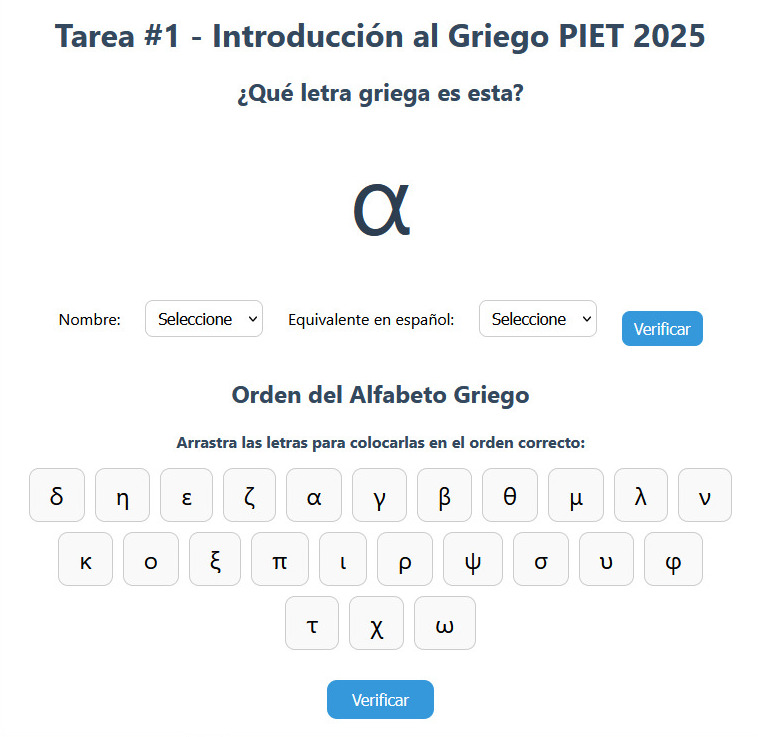 Tarea #1 - Introducción al Griego PIET 2025
¿Qué letra griega es esta?
α
Nombre: Seleccione Equivalente en español: Seleccione Verificar
Orden del Alfabeto Griego
Arrastra las letras para colocarlas en el orden correcto:
δ η ε ζ α γ β θ μ λ ν
κ ο ξ π ι ρ ψ σ υ φ
τ χ ω
Verificar